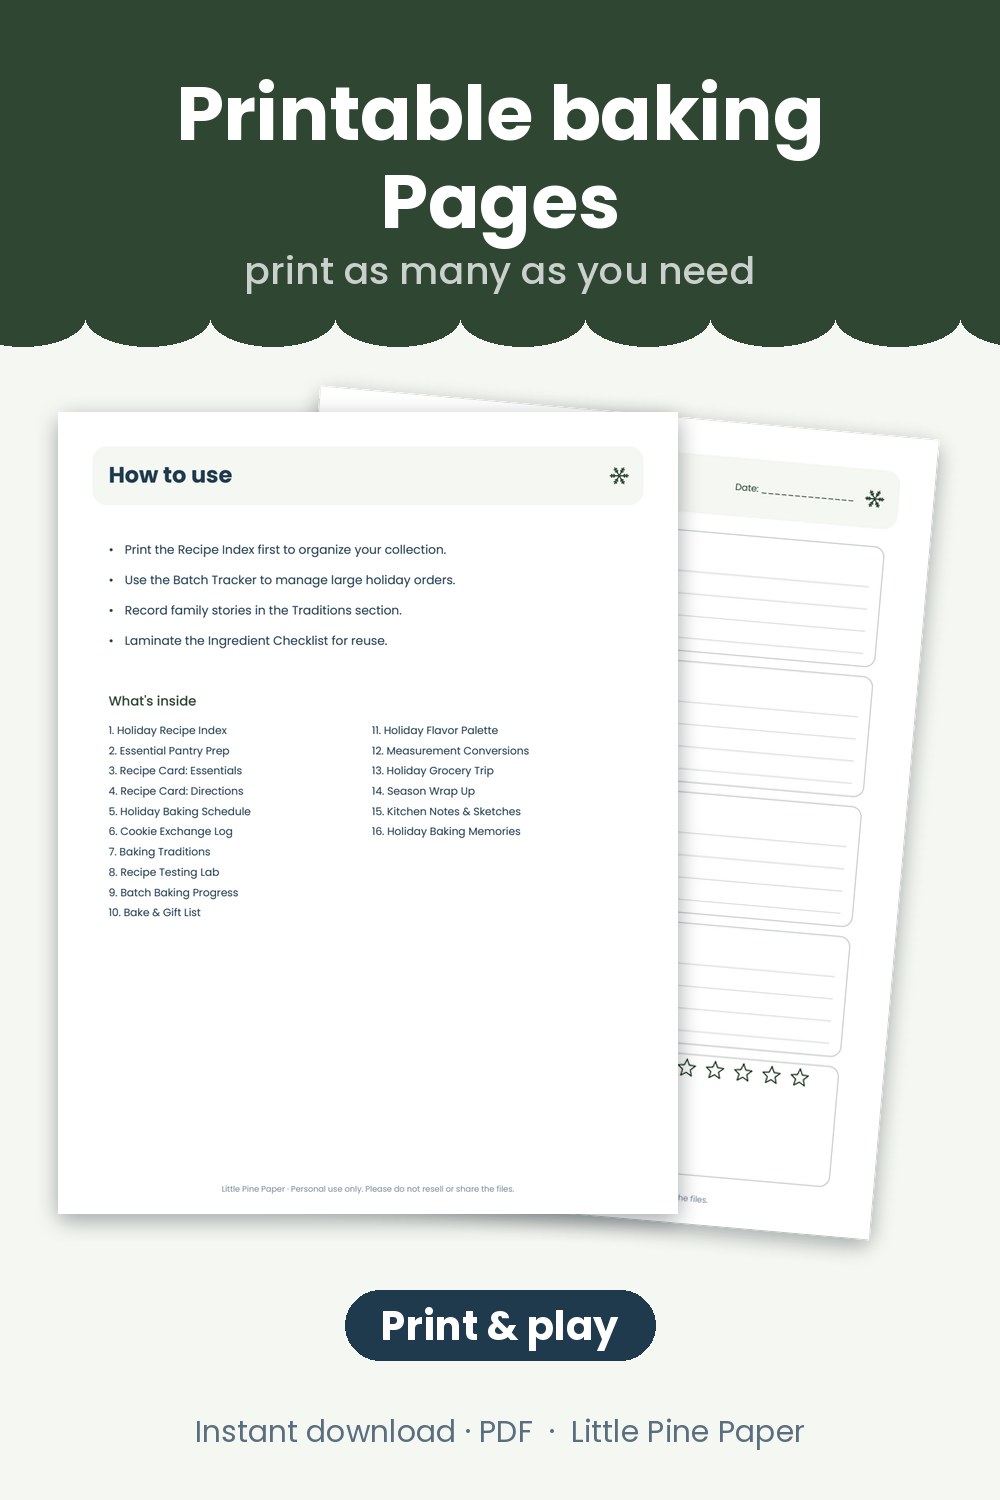 Printable baking
Pages
print as many as you need
How to use
• Print the Recipe Index first to organize your collection.
• Use the Batch Tracker to manage large holiday orders.
• Record family stories in the Traditions section.
• Laminate the Ingredient Checklist for reuse.
What's inside
1. Holiday Recipe Index
2. Essential Pantry Prep
3. Recipe Card: Essentials
4. Recipe Card: Directions
5. Holiday Baking Schedule
6. Cookie Exchange Log
7. Baking Traditions
8. Recipe Testing Lab
9. Batch Baking Progress
10. Bake & Gift List
11. Holiday Flavor Palette
12. Measurement Conversions
13. Holiday Grocery Trip
14. Season Wrap Up
15. Kitchen Notes & Sketches
16. Holiday Baking Memories
Little Pine Paper · Personal use only. Please do not resell or share the files.
Date: ____________
he files.
Print & play
Instant download · PDF · Little Pine Paper